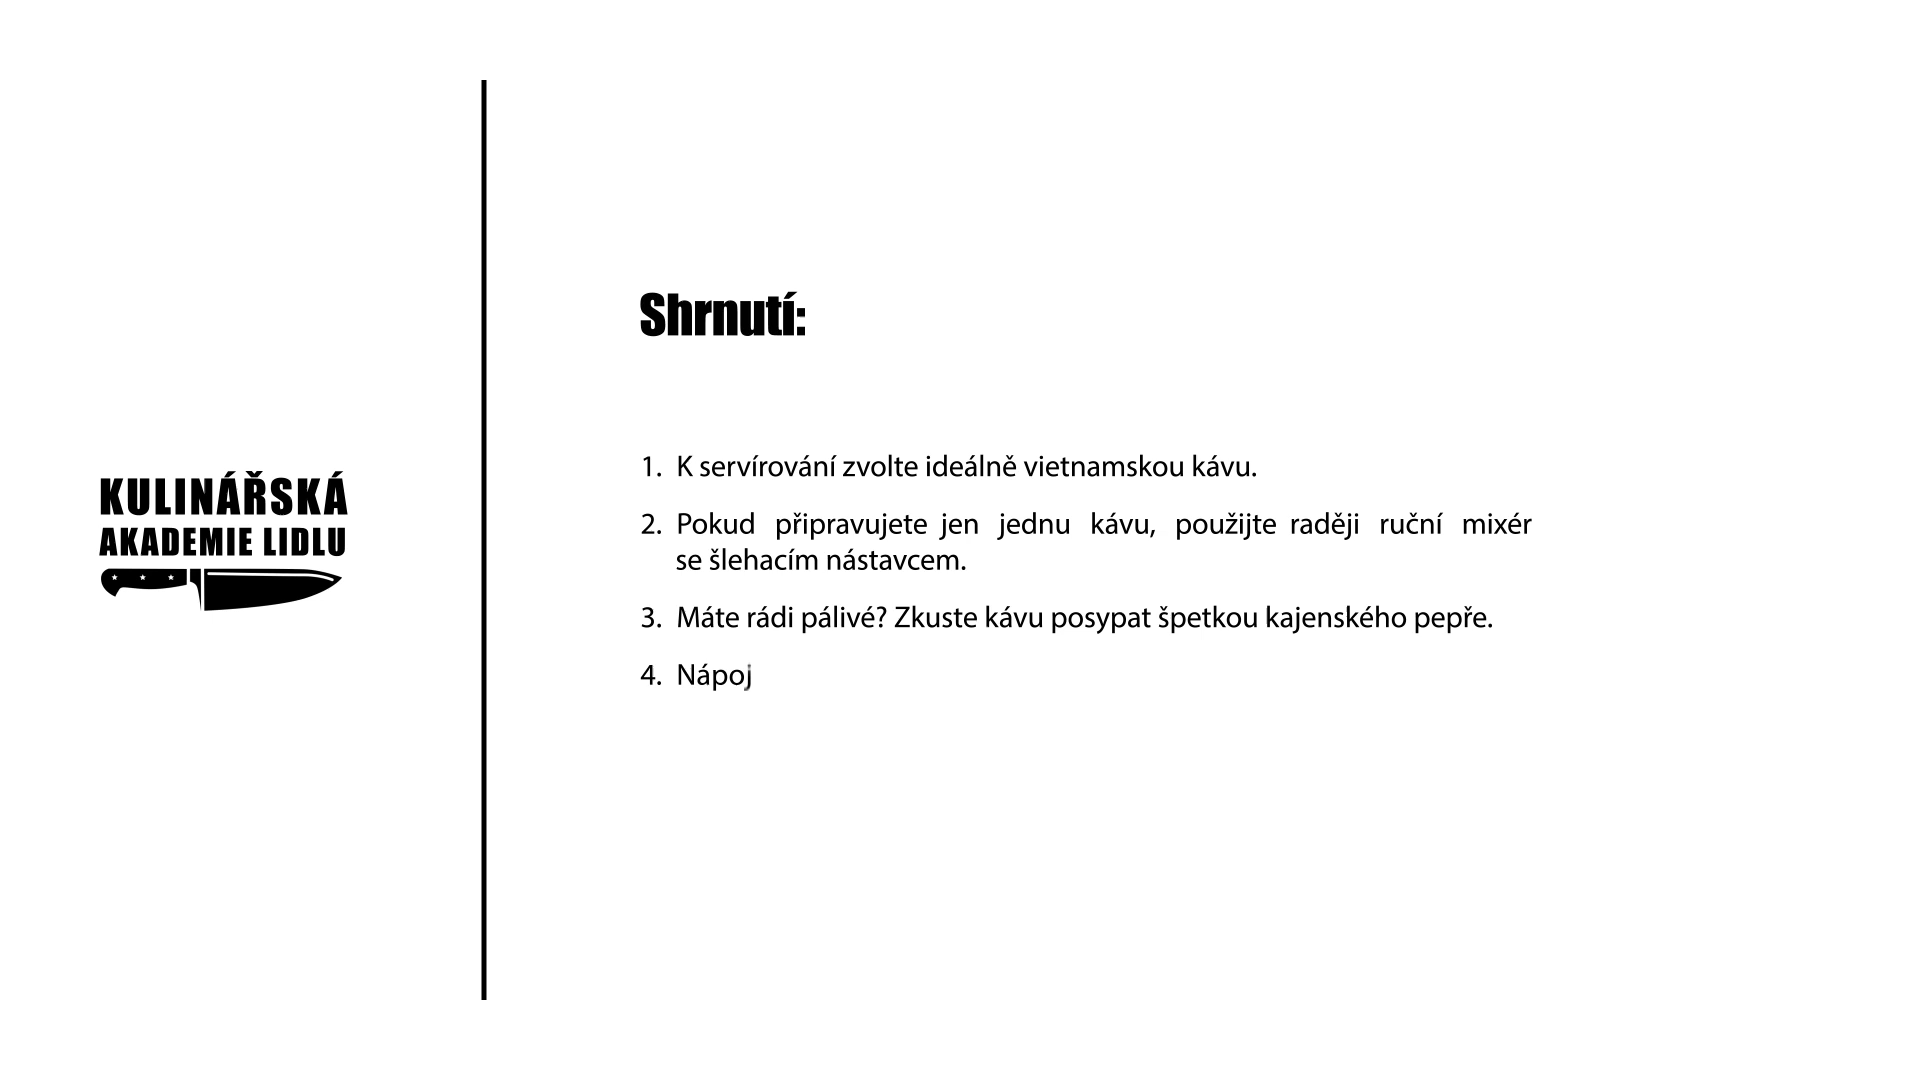 KULINÁŘSKÁ
AKADEMIE LIDLU
Shrnutí:
1. K servírování zvolte ideálně vietnamskou kávu.
2. Pokud připravujete jen jednu kávu, použijte raději ruční mixér
se šlehacím nástavcem.
3. Máte rádi pálivé? Zkuste kávu posypat špetkou kajenského pepře.
4. Nápoj